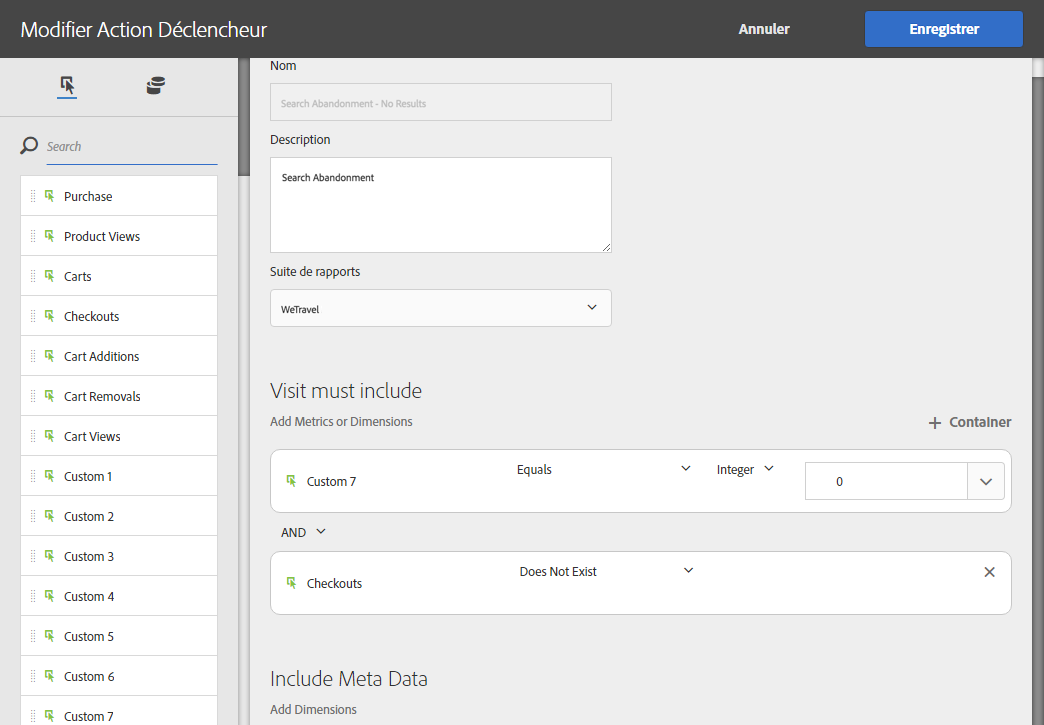 Modifier Action Déclencheur
Annuler
Enregistrer
Search
Purchase
Product Views
Carts
Checkouts
Cart Additions
Cart Removals
Cart Views
Custom 1
Custom 2
Custom 3
Custom 4
Custom 5
Custom 6
Custom 7
Nom
Search Abandonment - No Results
Description
Search Abandonment
Suite de rapports
WeTravel
Visit must include
Add Metrics or Dimensions
+ Container
Custom 7 Equals Integer 0
AND
Checkouts Does Not Exist
Include Meta Data
Add Dimensions